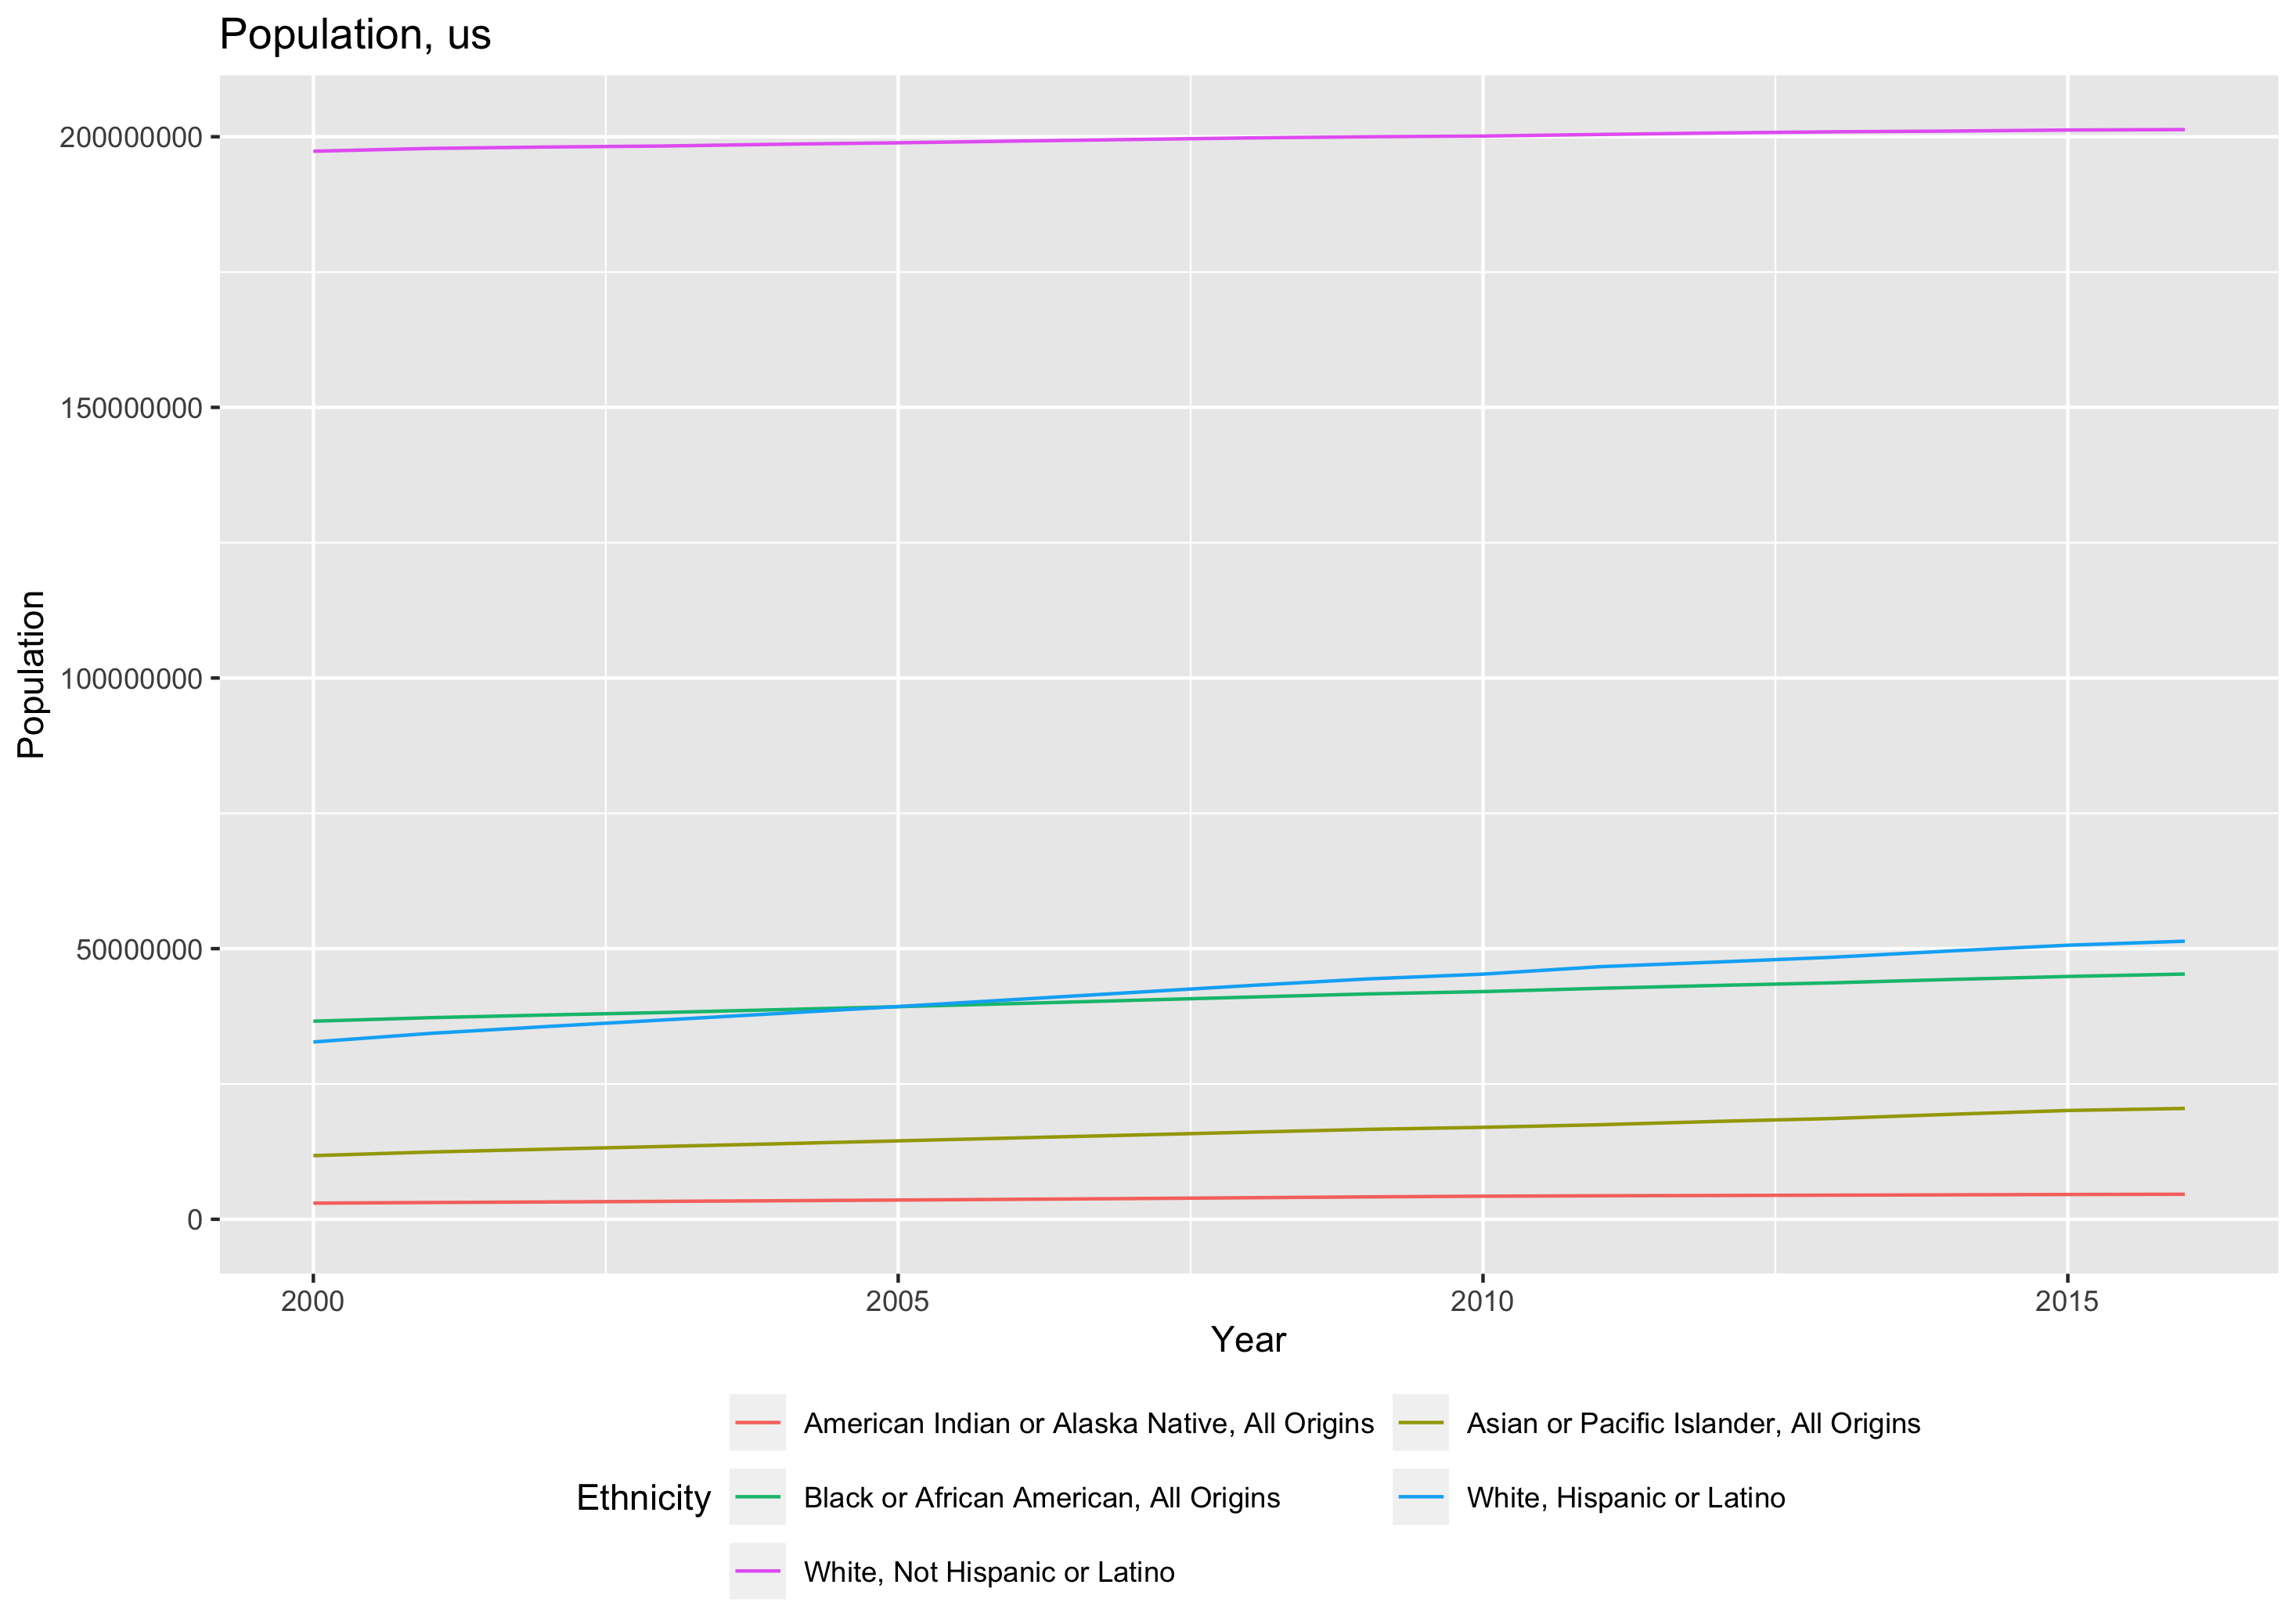 Population, us
Population
200000000
150000000
100000000
50000000
0
2000
2005
2010
2015
Year
Ethnicity
American Indian or Alaska Native, All Origins
Asian or Pacific Islander, All Origins
Black or African American, All Origins
White, Hispanic or Latino
White, Not Hispanic or Latino